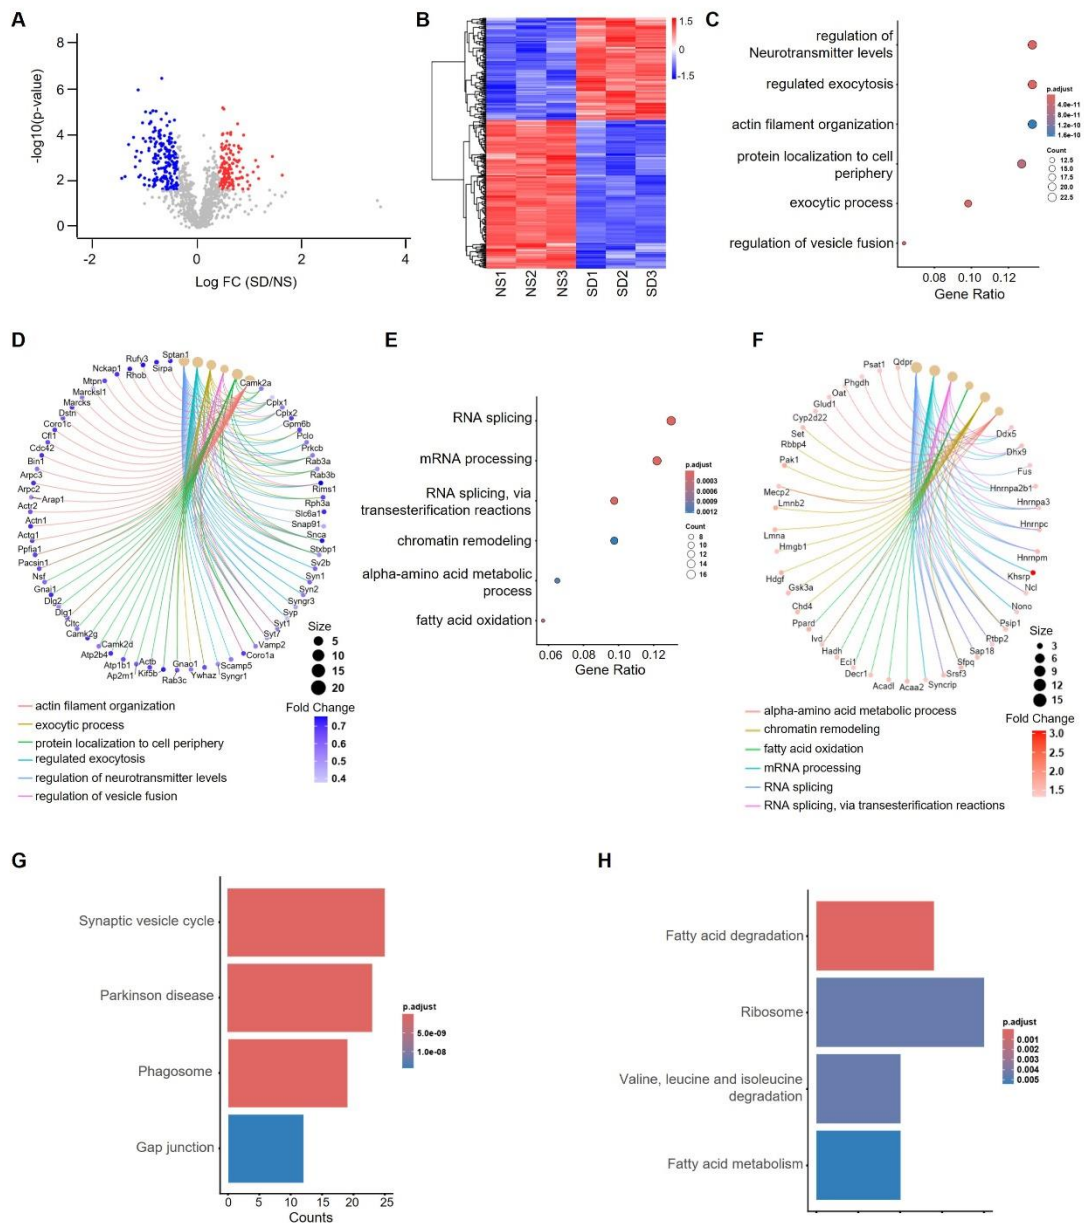 A
8
6
4
2
0
-log10(p-value)
-2
0
2
4
Log FC (SD/NS)
B
1.5
0
-1.5
NS1
NS2
NS3
SD1
SD2
SD3
C
regulation of
Neurotransmitter levels
regulated exocytosis
actin filament organization
protein localization to cell
periphery
exocytic process
regulation of vesicle fusion
0.08
0.10
0.12
Gene Ratio
p.adjust
4.0e-11
8.0e-11
1.2e-10
1.6e-10
Count
12.5
15.0
17.5
20.0
22.5
D
Sptan1
Rufy3
Sirpa
Nckap1
Rhob
Mtpn
Marcksl1
Marcks
Dstn
Coro1c
Cfl1
Cdc42
Bin1
Arpc3
Arpc2
Arap1
Actr2
Actn1
Actg1
Ppfia1
Pacsin1
Nsf
Gnai1
Dlg2
Dlg1
Cltc
Camk2g
Camk2d
Atp2b4
Atp1b1
Ap2m1
Actb
Kif5b
Rab3c
Gnao1
Ywhaz
Syngr1
Scamp5
Coro1a
Vamp2
Syt7
Syt1
Syp
Syngr3
Syn2
Syn1
Sv2b
Stxbp1
Snca
Snap91
Slc6a1
Rph3a
Rims1
Rab3b
Rab3a
Prkcb
Pclo
Gpm6b
Cplx2
Cplx1
Camk2a
Size
5
10
15
20
Fold Change
0.7
0.6
0.5
0.4
actin filament organization
exocytic process
protein localization to cell periphery
regulated exocytosis
regulation of neurotransmitter levels
regulation of vesicle fusion
E
RNA splicing
mRNA processing
RNA splicing, via
transesterification reactions
chromatin remodeling
alpha-amino acid metabolic
process
fatty acid oxidation
0.06
0.08
0.10
0.12
Gene Ratio
p.adjust
0.0003
0.0006
0.0009
0.0012
Count
8
10
12
14
16
F
Qdpr
Psat1
Phgdh
Oat
Glud1
Cyp2d22
Set
Rbbp4
Pak1
Mecp2
Lmnb2
Lmna
Hmgb1
Hdgf
Gsk3a
Chd4
Ppard
Ivd
Hadh
Eci1
Decr1
Acadl
Acaa2
Syncrip
Srsf3
Sfpq
Sap18
Ptbp2
Psip1
Nono
Ncl
Khsrp
Hnrnpm
Hnrnpc
Hnrnpa3
Hnrnpa2b1
Fus
Dhx9
Ddx5
Size
3
6
9
12
15
Fold Change
3.0
2.5
2.0
1.5
alpha-amino acid metabolic process
chromatin remodeling
fatty acid oxidation
mRNA processing
RNA splicing
RNA splicing, via transesterification reactions
G
Synaptic vesicle cycle
Parkinson disease
Phagosome
Gap junction
0
5
10
15
20
25
Counts
p.adjust
5.0e-09
1.0e-08
H
Fatty acid degradation
Ribosome
Valine, leucine and isoleucine
degradation
Fatty acid metabolism
p.adjust
0.001
0.002
0.003
0.004
0.005